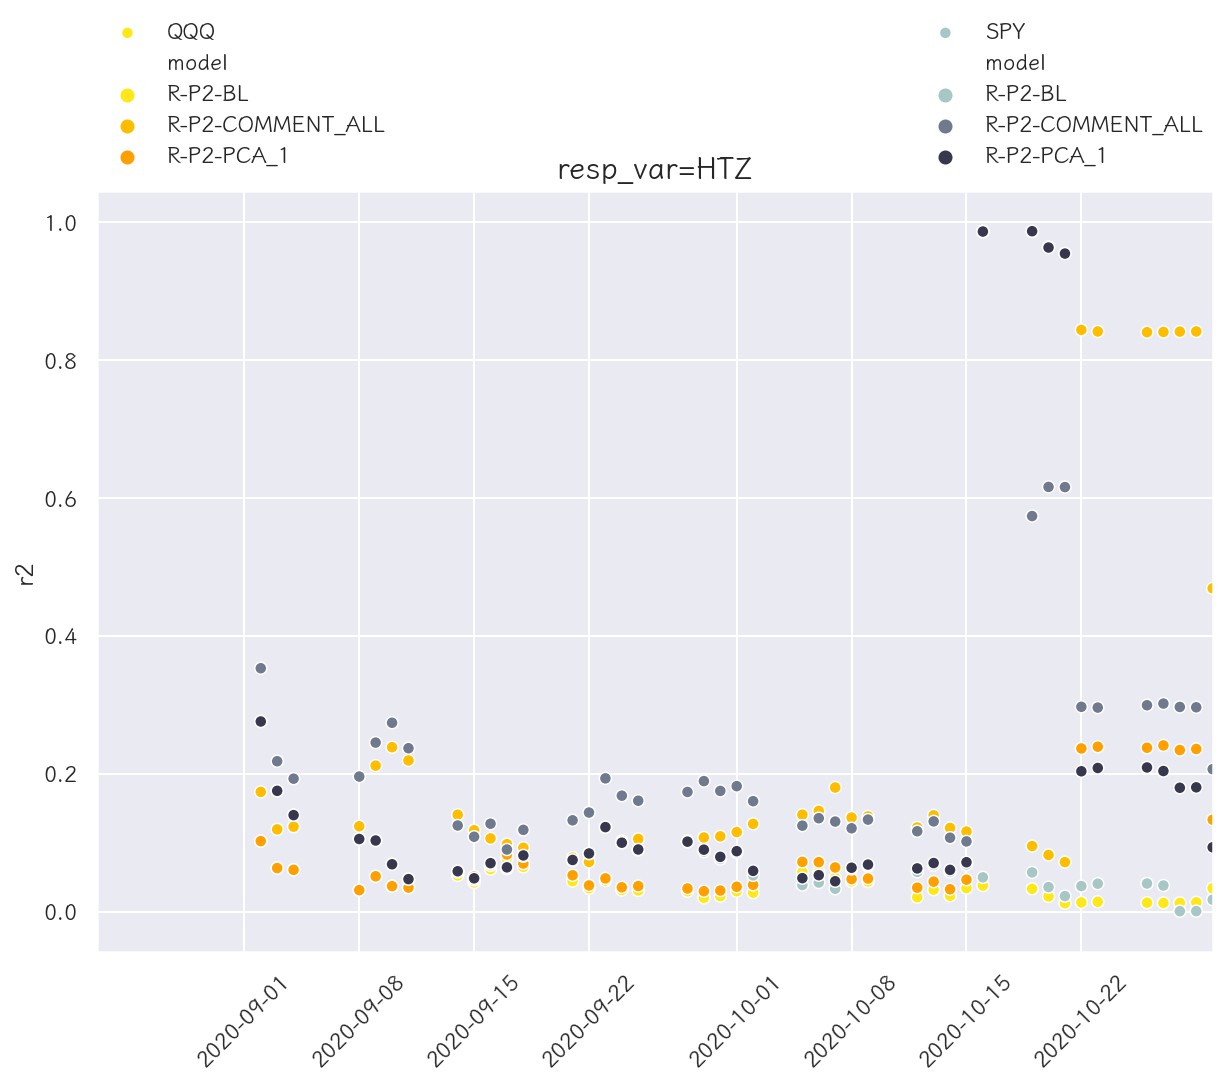 QQQ
model
R-P2-BL
R-P2-COMMENT_ALL
R-P2-PCA_1
SPY
model
R-P2-BL
R-P2-COMMENT_ALL
R-P2-PCA_1
resp_var=HTZ
1.0
0.8
0.6
0.4
0.2
0.0
r2
2020-09-01
2020-09-08
2020-09-15
2020-09-22
2020-10-01
2020-10-08
2020-10-15
2020-10-22